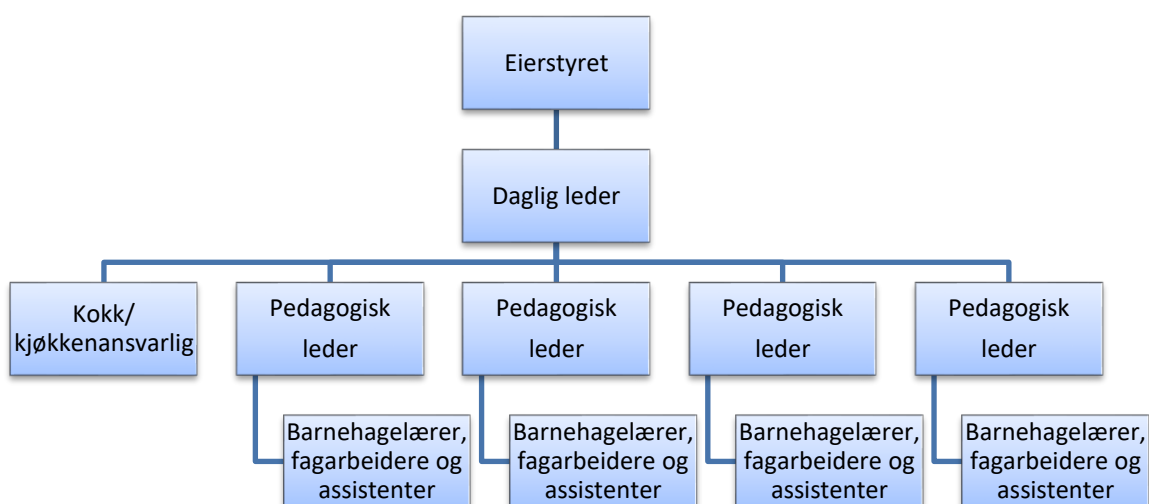 Eierstyret
Daglig leder
Kokk/
kjøkkenansvarlig
Pedagogisk
leder
Pedagogisk
leder
Pedagogisk
leder
Pedagogisk
leder
Barnehagelærer,
fagarbeidere og
assistenter
Barnehagelærer,
fagarbeidere og
assistenter
Barnehagelærer,
fagarbeidere og
assistenter
Barnehagelærer,
fagarbeidere og
assistenter